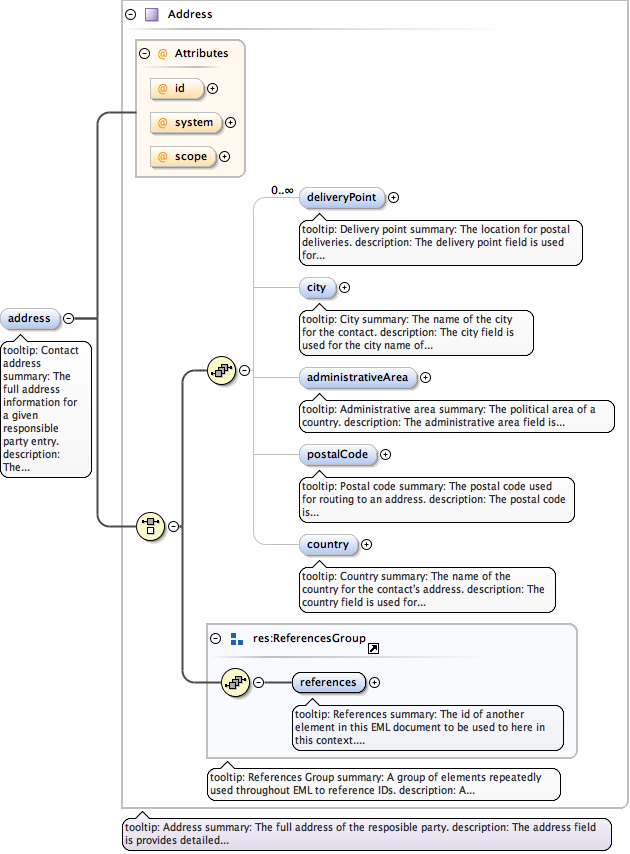 Address
Attributes
@ id
@ system
@ scope
0..∞
deliveryPoint
tooltip: Delivery point summary: The location for postal
deliveries. description: The delivery point field is used
for...
city
tooltip: City summary: The name of the city
for the contact. description: The city field is
used for the city name of...
address
tooltip: Contact
address
summary: The
full address
information for
a given
responsible
party entry.
description:
The...
administrativeArea
tooltip: Administrative area summary: The political area of a
country. description: The administrative area field is...
postalCode
tooltip: Postal code summary: The postal code used
for routing to an address. description: The postal code
is...
country
tooltip: Country summary: The name of the
country for the contact's address. description: The
country field is used for...
res:ReferencesGroup
references
tooltip: References summary: The id of another
element in this EML document to be used to here in
this context....
tooltip: References Group summary: A group of elements repeatedly
used throughout EML to reference IDs. description: A...
tooltip: Address summary: The full address of the resposible party. description: The address field
is provides detailed...